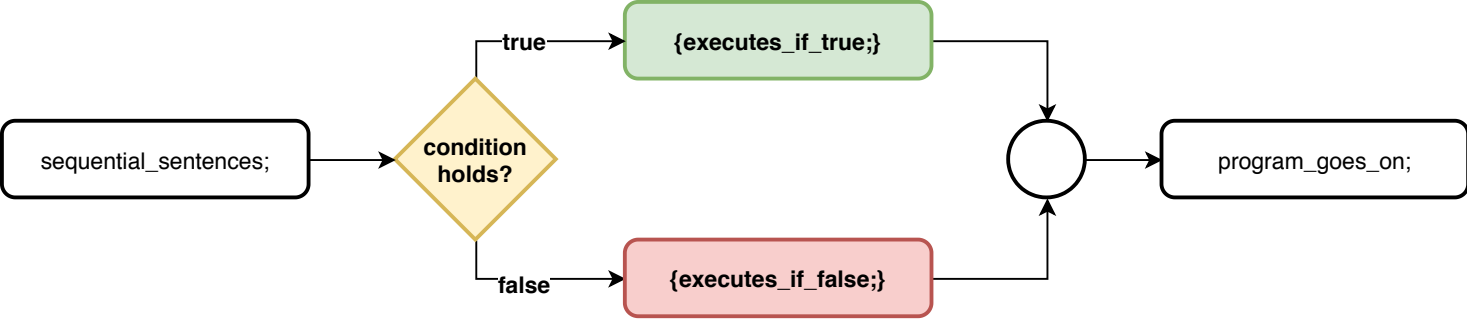 true
{executes_if_true;}
sequential_sentences;
condition
holds?
program_goes_on;
false
{executes_if_false;}